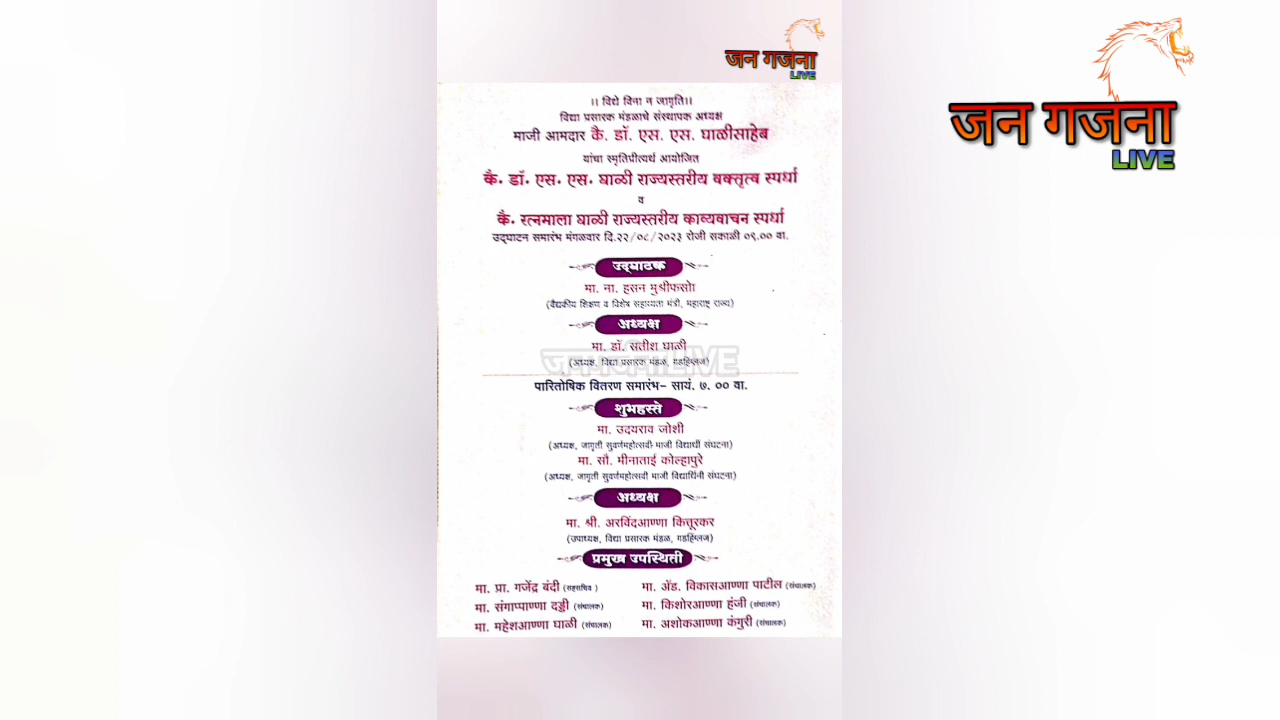 जन गर्जना
LIVE
जन गर्जना
LIVE
।। विद्ये विना न जागृति।।
विद्या प्रसारक मंडळाचे संस्थापक अध्यक्ष
माजी आमदार कै. डॉ. एस. एस. घाळीसाहेब
यांचा स्मृतिप्रीत्यर्थ आयोजित
कै. डॉ. एस. एस. घाळी राज्यस्तरीय वक्तृत्व स्पर्धा
व
कै. रत्नमाला घाळी राज्यस्तरीय काव्यवाचन स्पर्धा
उद्घाटन समारंभ मंगळवार दि.२२/०८/२०२३ रोजी सकाळी ०९.०० वा.
उद्घाटक
मा. ना. हसन मुश्रीफसाो
(वैद्यकीय शिक्षण व विशेष सहाय्यता मंत्री, महाराष्ट्र राज्य)
अध्यक्ष
मा. डॉ. सतीश घाळी
(अध्यक्ष, विद्या प्रसारक मंडळ, गडहिंग्लज)
पारितोषिक वितरण समारंभ- सायं. ७. ०० वा.
शुभहस्ते
मा. उदयराव जोशी
(अध्यक्ष, जागृती सुवर्णमहोत्सवी माजी विद्यार्थी संघटना)
मा. सौ. मीनाताई कोल्हापुरे
(अध्यक्ष, जागृती सुवर्णमहोत्सवी माजी विद्यार्थिनी संघटना)
अध्यक्ष
मा. श्री. अरविंदआण्णा कित्तूरकर
(उपाध्यक्ष, विद्या प्रसारक मंडळ, गडहिंग्लज)
प्रमुख उपस्थिती
मा. प्रा. गजेंद्र बंदी (सहसचिव )
मा. अ‍ॅड. विकासआण्णा पाटील (संचालक)
मा. संगाप्पाण्णा दड्डी (संचालक)
मा. किशोरआण्णा हंजी (संचालक)
मा. महेशआण्णा घाळी (संचालक)
मा. अशोकआण्णा कंगुरी (संचालक)